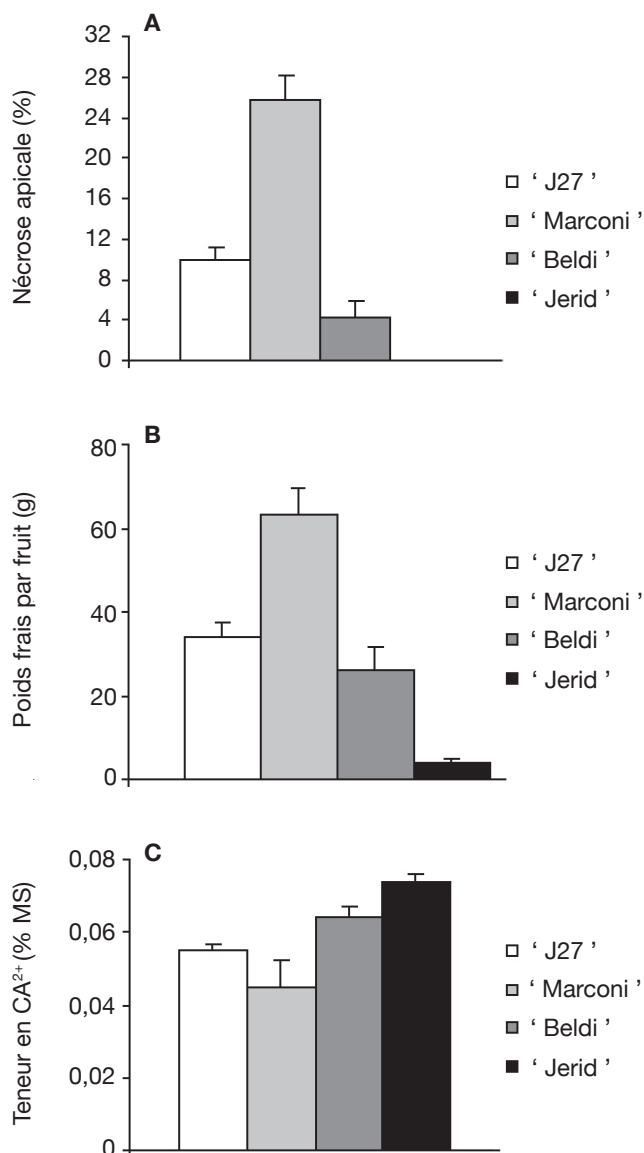 A
Nécrose apicale (%)
32
28
24
20
16
12
8
4
0
‘ J27 ’
‘ Marconi ’
‘ Beldi ’
‘ Jerid ’
B
Poids frais par fruit (g)
80
60
40
20
0
‘ J27 ’
‘ Marconi ’
‘ Beldi ’
‘ Jerid ’
C
Teneur en CA²⁺ (% MS)
0,08
0,06
0,04
0,02
0
‘ J27 ’
‘ Marconi ’
‘ Beldi ’
‘ Jerid ’